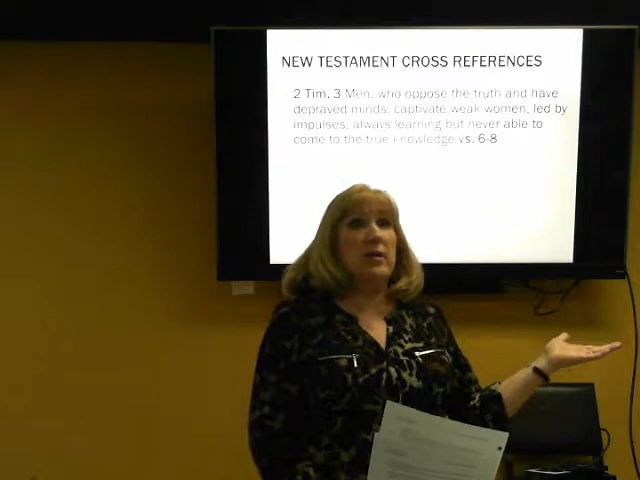 NEW TESTAMENT CROSS REFERENCES
2 Tim. 3 Men, who oppose the truth and have
depraved minds, captivate weak women, led by
impulses, always learning but never able to
come to the true knowledge vs. 6-8